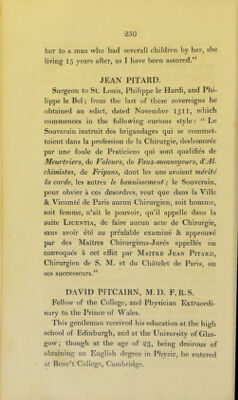 250
her to a man who had severall children by her, she
living 15 years after, as I have been assured."
JEAN PITARD.
Surgeon to St. Louis, Philippe le Hardi, and Phi-
lippe le Bel; from the last of these sovereigns he
obtained an edict, dated November 1311, which
commences in the following curious style: " Le
Souverain instruit des brigandages qui se commet-
toient dans la profession de la Chirurgie, deshonorée
par une foule de Praticiens qui sont qualifiés de
Meurtriers, de Voleurs, de Faux-monnoyeurs, d'Al-
chimistes, de Fripons, dont les uns avoient mérité
la corde, les autres le bannissement; le Souverain,
pour obvier à ces desordres, veut que dans la Ville
& Vicomté de Paris aucun Chirurgien, soit homme,
soit femme, n'ait le pouvoir, qu'il appelle dans la
suite LICENTIA, de faire aucun acte de Chirurgie,
sans avoir été au préalable examiné & approuvé
par des Maitres Chirurgiens-Jurés appellés ou
convoqués à cet effet par MAITRE JEAN PITARD,
Chirurgien de S. M. et du Châtelet de Paris, ou
ses successeurs."
DAVID PITCAIRN, M.D. F.R.S.
Fellow of the College, and Physician Extraordi-
nary to the Prince of Wales.
This gentleman received his education at the high
school of Edinburgh, and at the University of Glas-
gow; though at the age of 23, being desirous of
obtaining an English degree in Physic, he entered
at Bene't College, Cambridge.